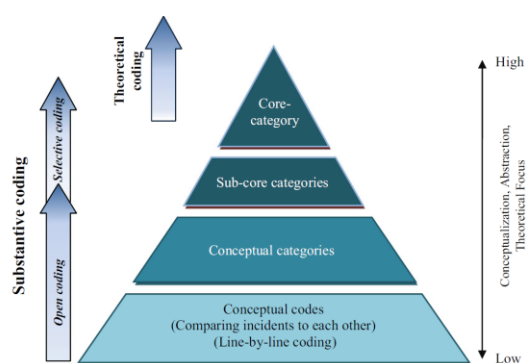 Theoretical
coding
High
Core-
category
Selective coding
Sub-core categories
Substantive coding
Conceptualization, Abstraction,
Theoretical Focus
Conceptual categories
Open coding
Conceptual codes
(Comparing incidents to each other)
(Line-by-line coding)
Low